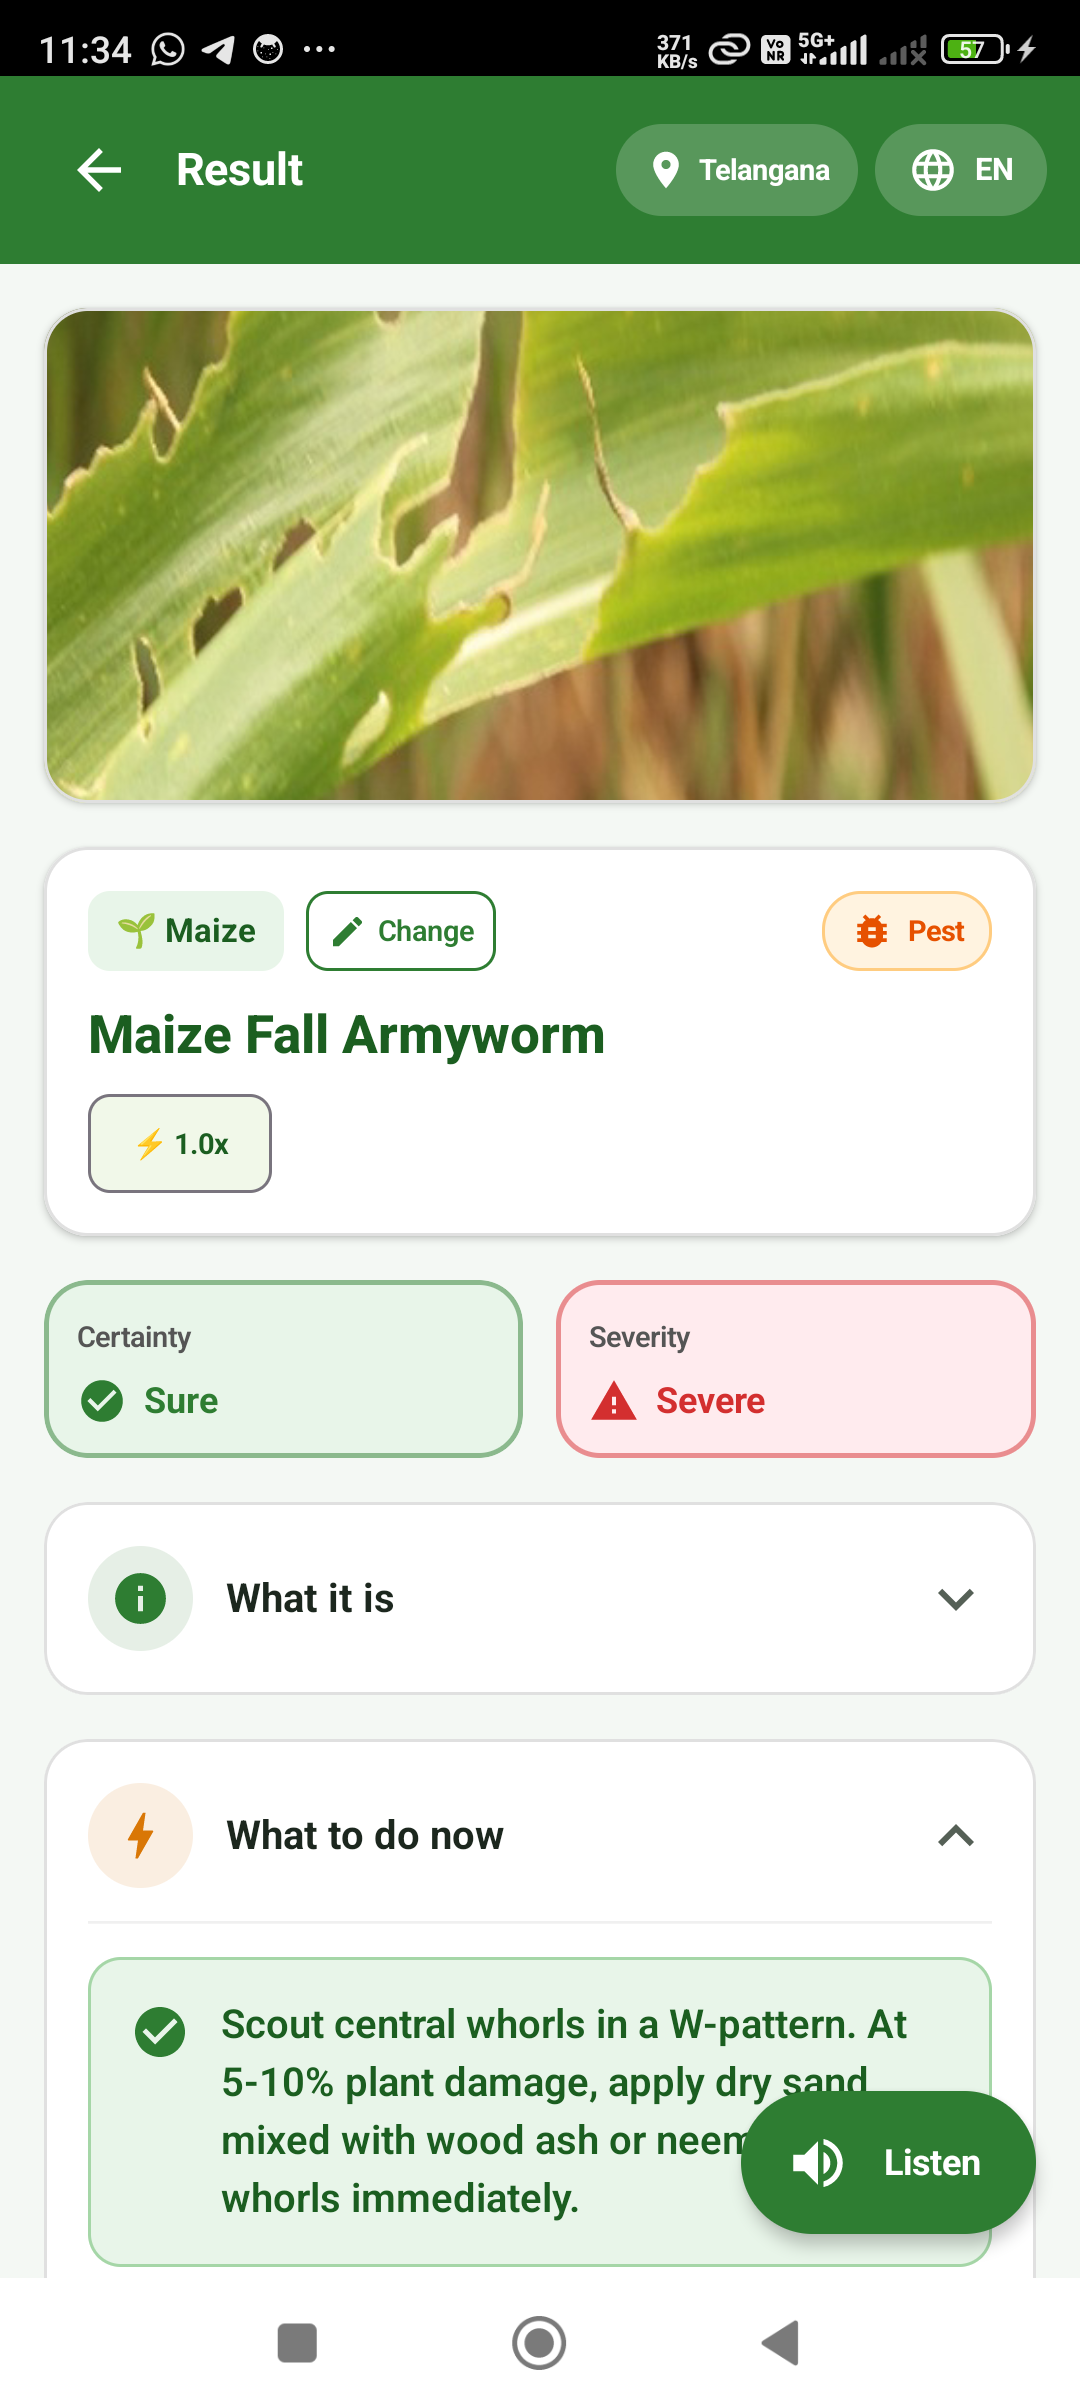 11:34
371 KB/s
Vo NR
5G+
57
Result
Telangana
EN
Maize
Change
Pest
Maize Fall Armyworm
1.0x
Certainty
Severity
Sure
Severe
What it is
What to do now
Scout central whorls in a W-pattern. At
5-10% plant damage, apply dry sand
mixed with wood ash or neem
whorls immediately.
Listen